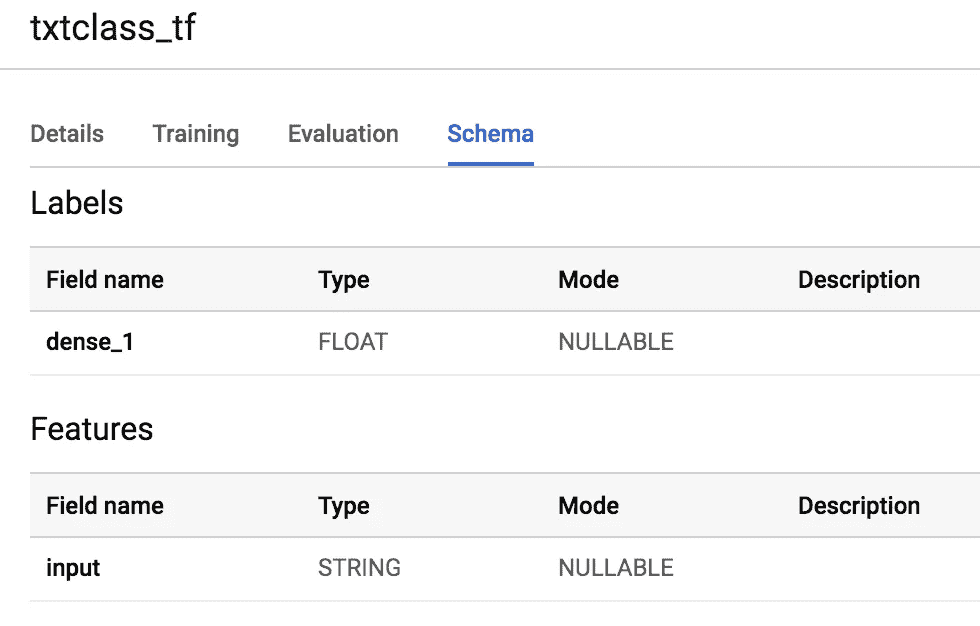 txtclass_tf
Details Training Evaluation Schema
Labels
Field name Type Mode Description
dense_1 FLOAT NULLABLE
Features
Field name Type Mode Description
input STRING NULLABLE